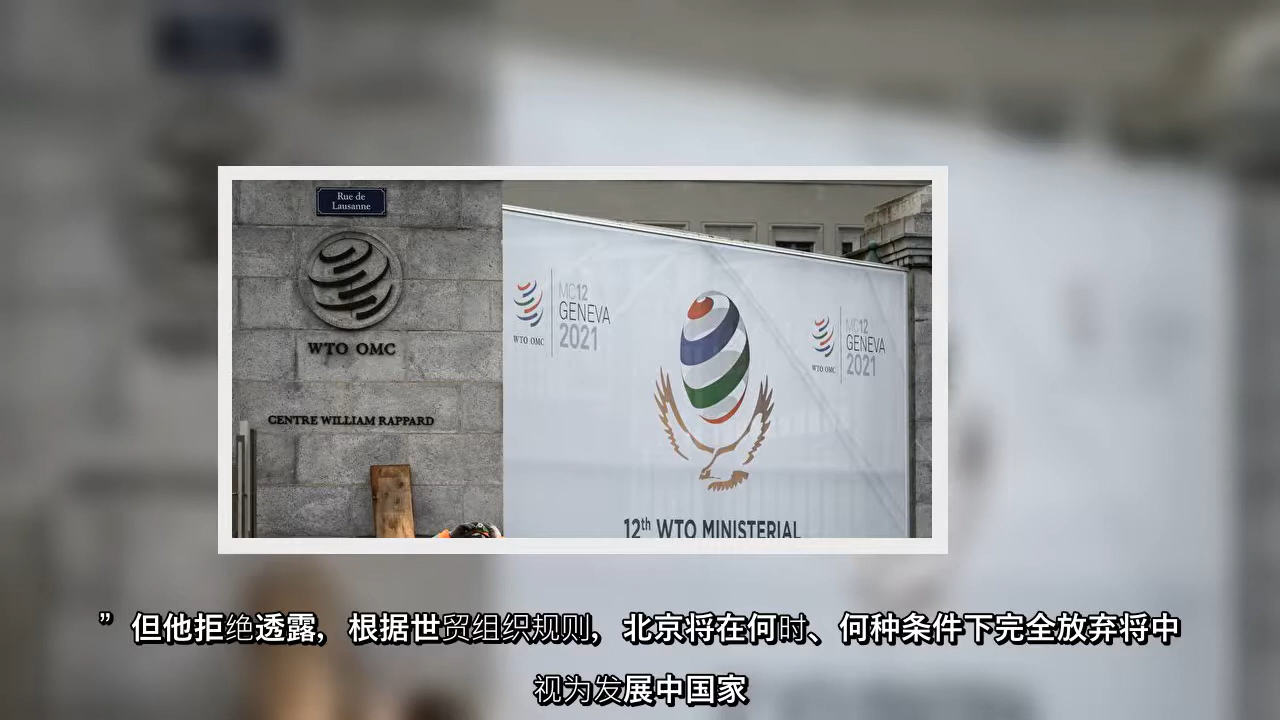 Rue de
Lausanne
WTO OMC
CENTRE WILLIAM RAPPARD
WTO OMC
MC12
GENEVA
2021
WTO OMC
MC12
GENEVA
2021
12th WTO MINISTERIAL
”但他拒绝透露，根据世贸组织规则，北京将在何时、何种条件下完全放弃将中
视为发展中国家